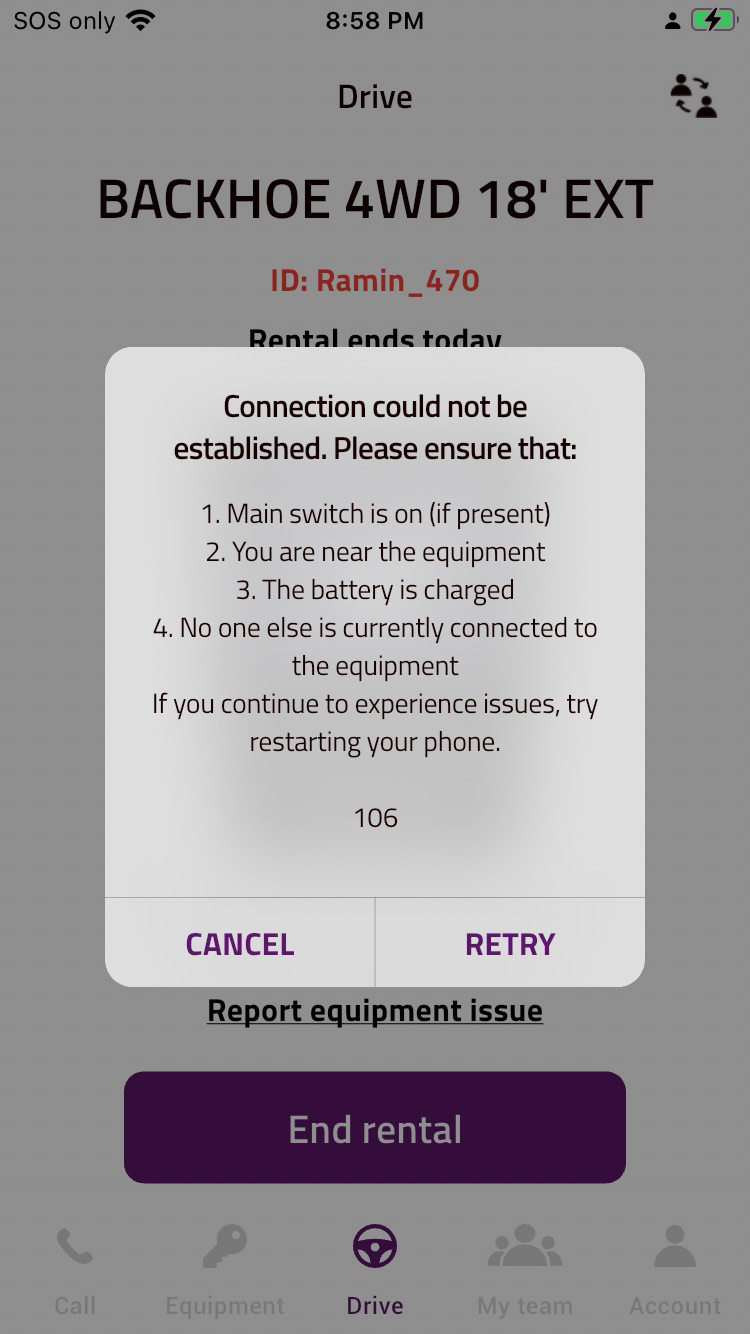 SOS only
8:58 PM
Drive
BACKHOE 4WD 18' EXT
ID: Ramin_470
Rental ends today
Connection could not be
established. Please ensure that:
1. Main switch is on (if present)
2. You are near the equipment
3. The battery is charged
4. No one else is currently connected to
the equipment
If you continue to experience issues, try
restarting your phone.
106
CANCEL
RETRY
Report equipment issue
End rental
Call
Equipment
Drive
My team
Account